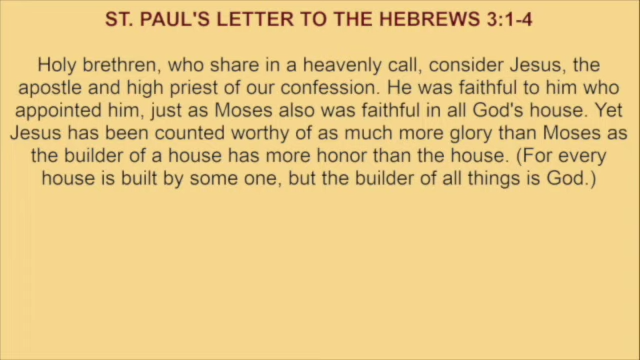 ST. PAUL'S LETTER TO THE HEBREWS 3:1-4
Holy brethren, who share in a heavenly call, consider Jesus, the
apostle and high priest of our confession. He was faithful to him who
appointed him, just as Moses also was faithful in all God's house. Yet
Jesus has been counted worthy of as much more glory than Moses as
the builder of a house has more honor than the house. (For every
house is built by some one, but the builder of all things is God.)